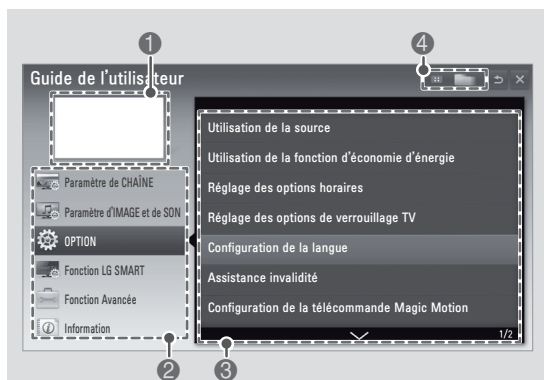 1
4
Guide de l'utilisateur
Utilisation de la source
Utilisation de la fonction d'économie d'énergie
Réglage des options horaires
Réglage des options de verrouillage TV
Configuration de la langue
Assistance invalidité
Configuration de la télécommande Magic Motion
1/2
Paramètre de CHAÎNE
Paramètre d'IMAGE et de SON
OPTION
Fonction LG SMART
Fonction Avancée
Information
2
3